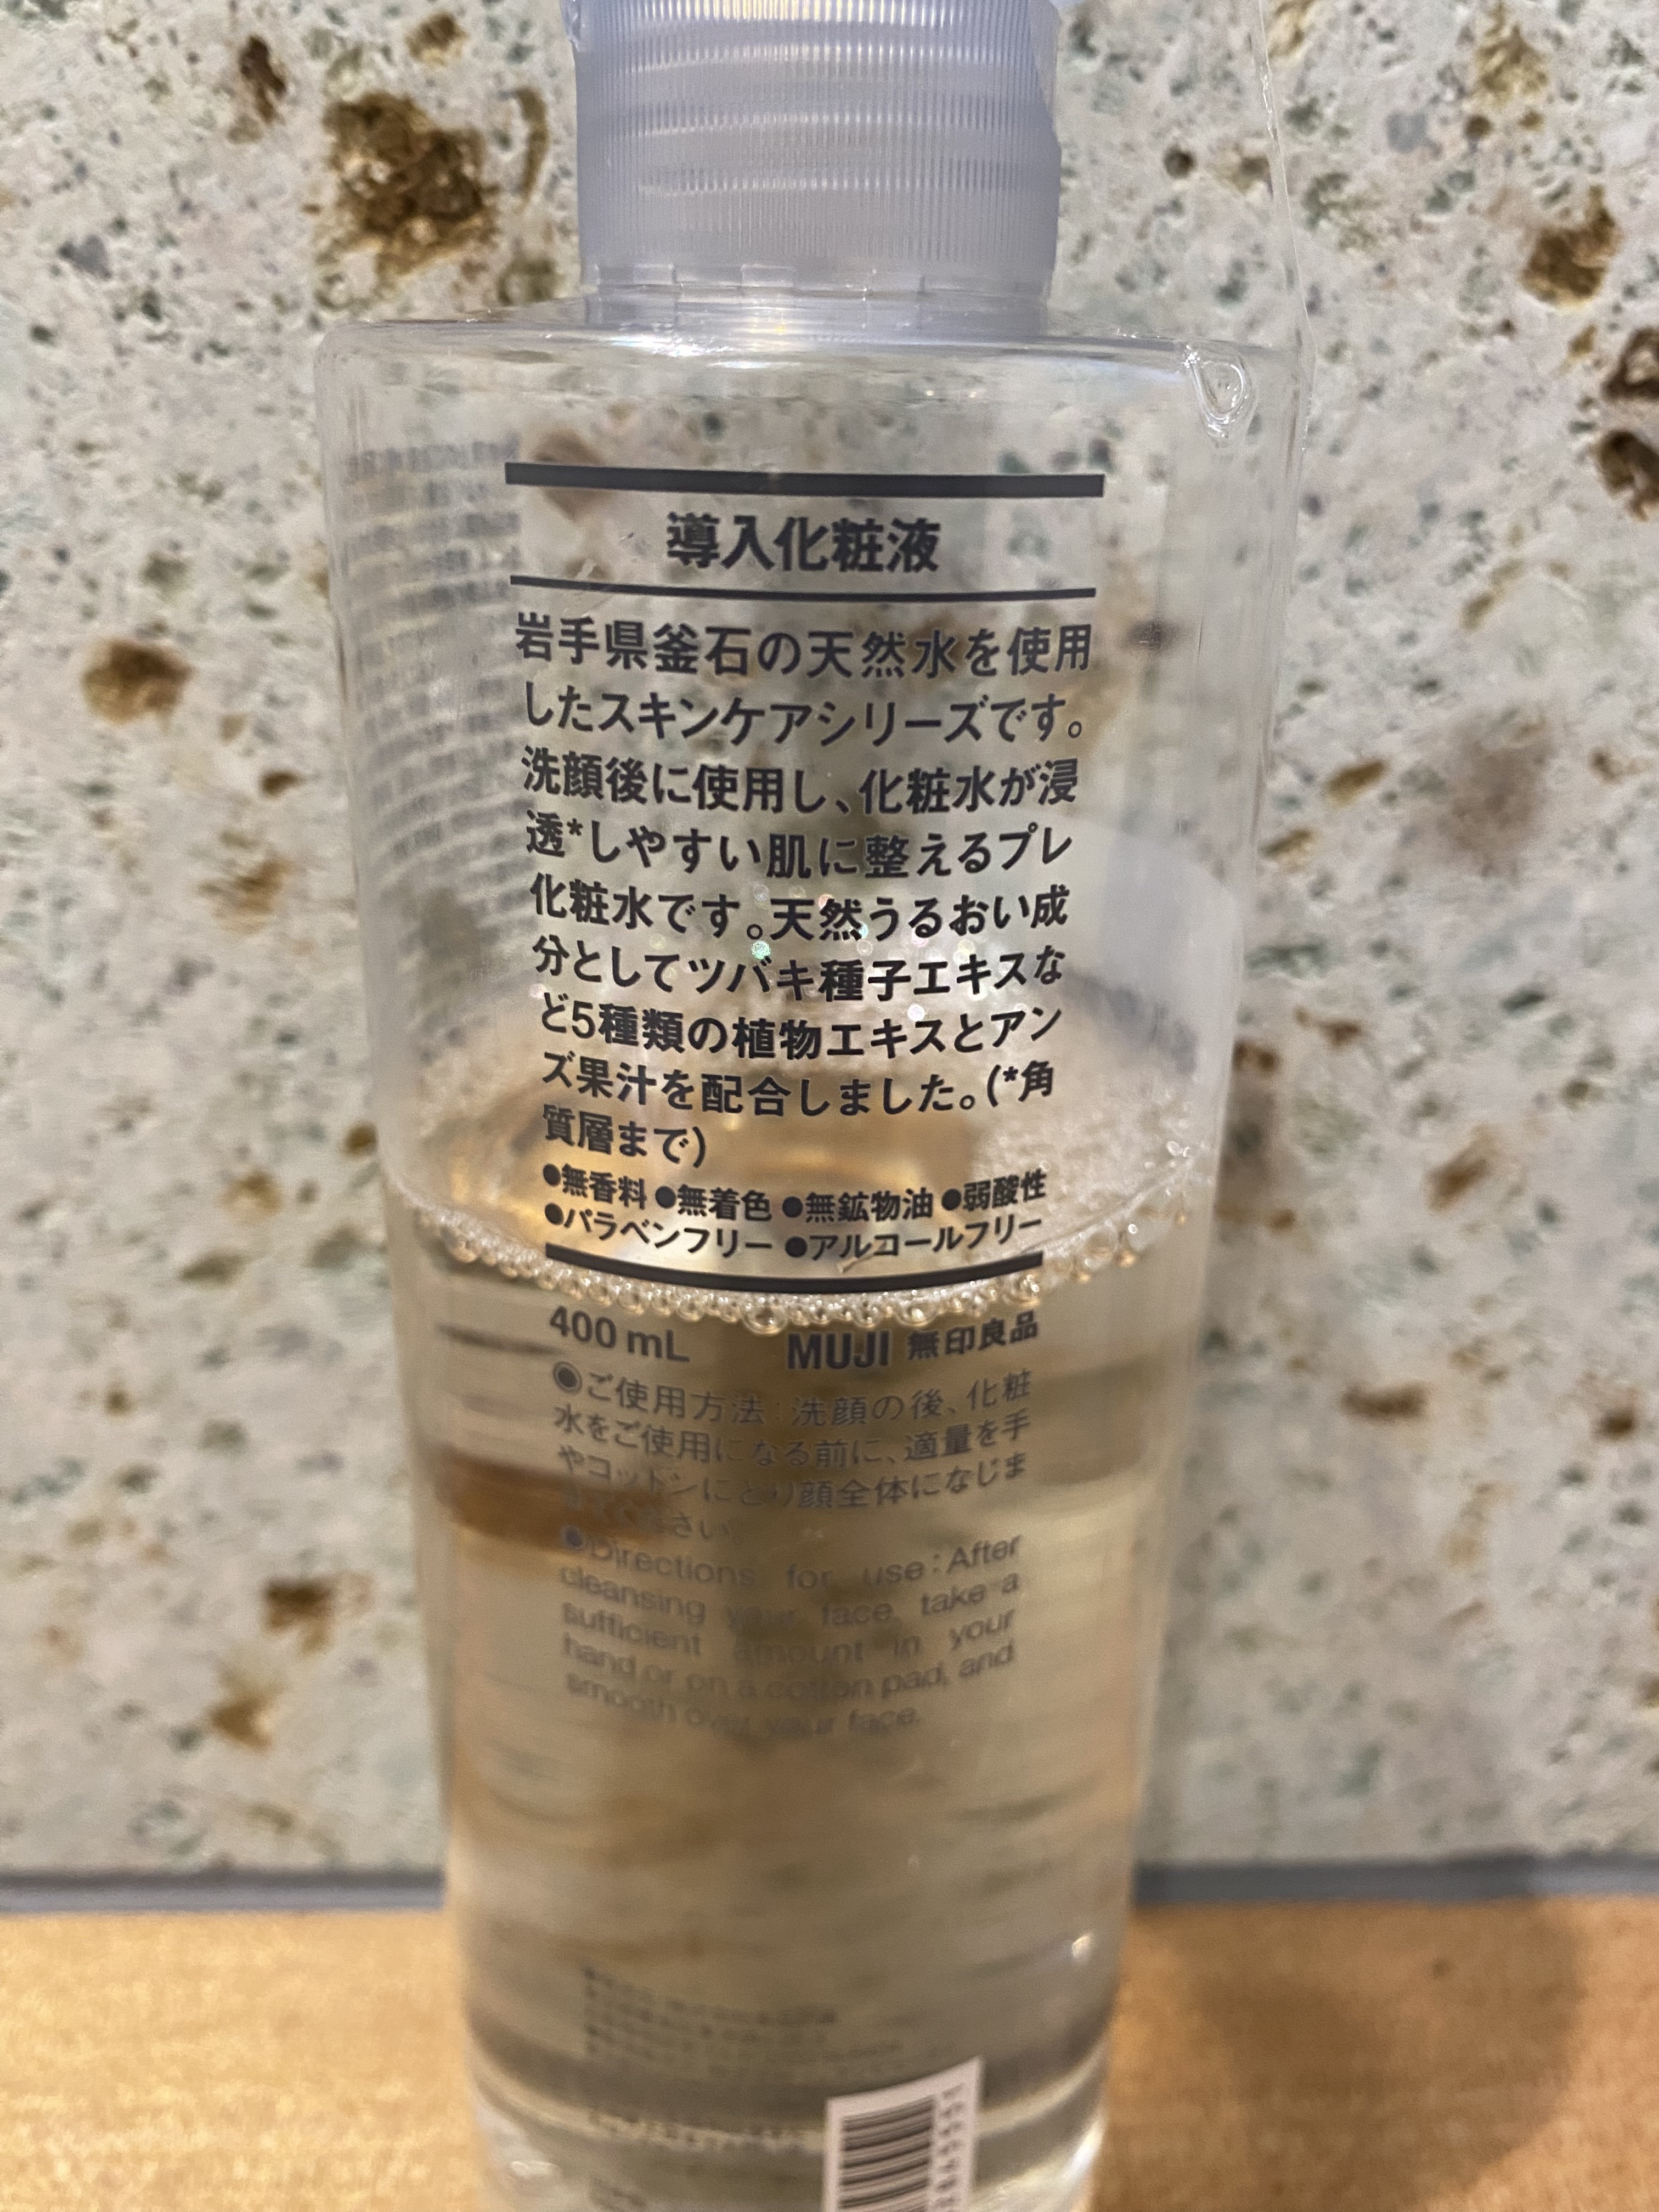 導入化粧液
岩手県釜石の天然水を使用
したスキンケアシリーズです。
洗顔後に使用し、化粧水が浸
透*しやすい肌に整えるプレ
化粧水です。天然うるおい成
分としてツバキ種子エキスな
ど5種類の植物エキスとアン
ズ果汁を配合しました。(*角
質層まで)
●無香料 ●無着色 ●無鉱物油 ●弱酸性
●パラベンフリー ●アルコールフリー
400 mL MUJI 無印良品
◉ご使用方法:洗顔の後、化粧
水をご使用になる前に、適量を手
やコットンにとり顔全体になじま
せてください。
◉Directions for use : After
cleansing your face, take a
sufficient amount in your
hand or on a cotton pad, and
smooth over your face.